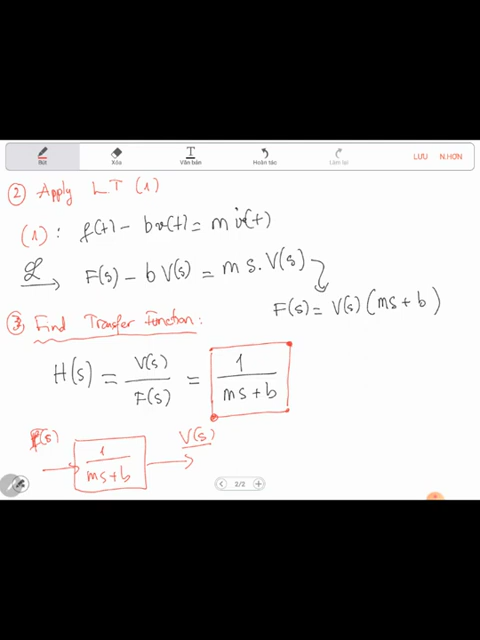 Bút Xóa Văn bản Hoàn tác Làm lại LƯU N.HƠN
② Apply L.T (1)
(1) : f(t) - bv(t) = m v̇(t)
ℒ→ F(s) - b V(s) = m s. V(s)
F(s) = V(s) (ms + b)
③ Find Transfer Function:
H(s) = V(s)/F(s) = 1/(ms + b)
F(s) V(s)
1/(ms+b)
2/2